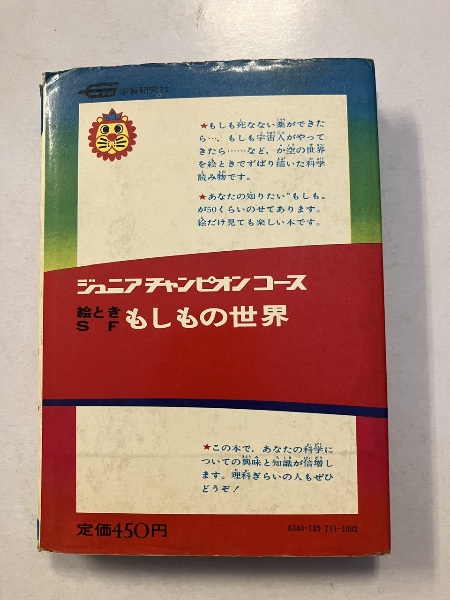 学習研究社
★もしも死なない薬ができた
ら…、もしも宇宙人がやって
きたら……など、か空の世界
を絵ときでずばり描いた科学
読み物です。
★あなたの知りたい“もしも„
が50くらいのせてあります。
絵だけ見ても楽しい本です。
ジュニアチャンピオンコース
絵とき
SF
もしもの世界
★この本で、あなたの科学に
ついての興味と知識が倍増し
ます。理科ぎらいの人もぜひ
どうぞ！
定価450円
8340-155 711-1002